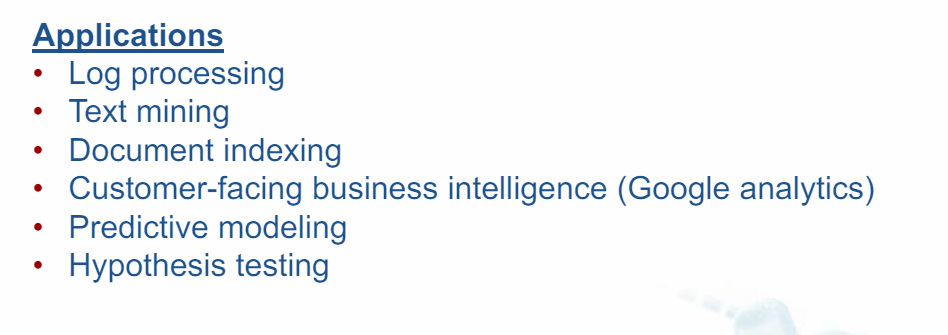 Applications
• Log processing
• Text mining
• Document indexing
• Customer-facing business intelligence (Google analytics)
• Predictive modeling
• Hypothesis testing